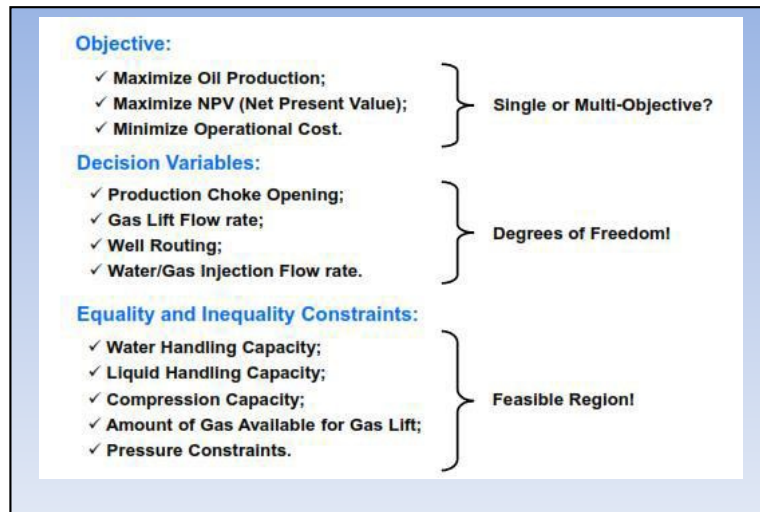 Objective:
✓ Maximize Oil Production;
✓ Maximize NPV (Net Present Value);
✓ Minimize Operational Cost.
Single or Multi-Objective?
Decision Variables:
✓ Production Choke Opening;
✓ Gas Lift Flow rate;
✓ Well Routing;
✓ Water/Gas Injection Flow rate.
Degrees of Freedom!
Equality and Inequality Constraints:
✓ Water Handling Capacity;
✓ Liquid Handling Capacity;
✓ Compression Capacity;
✓ Amount of Gas Available for Gas Lift;
✓ Pressure Constraints.
Feasible Region!